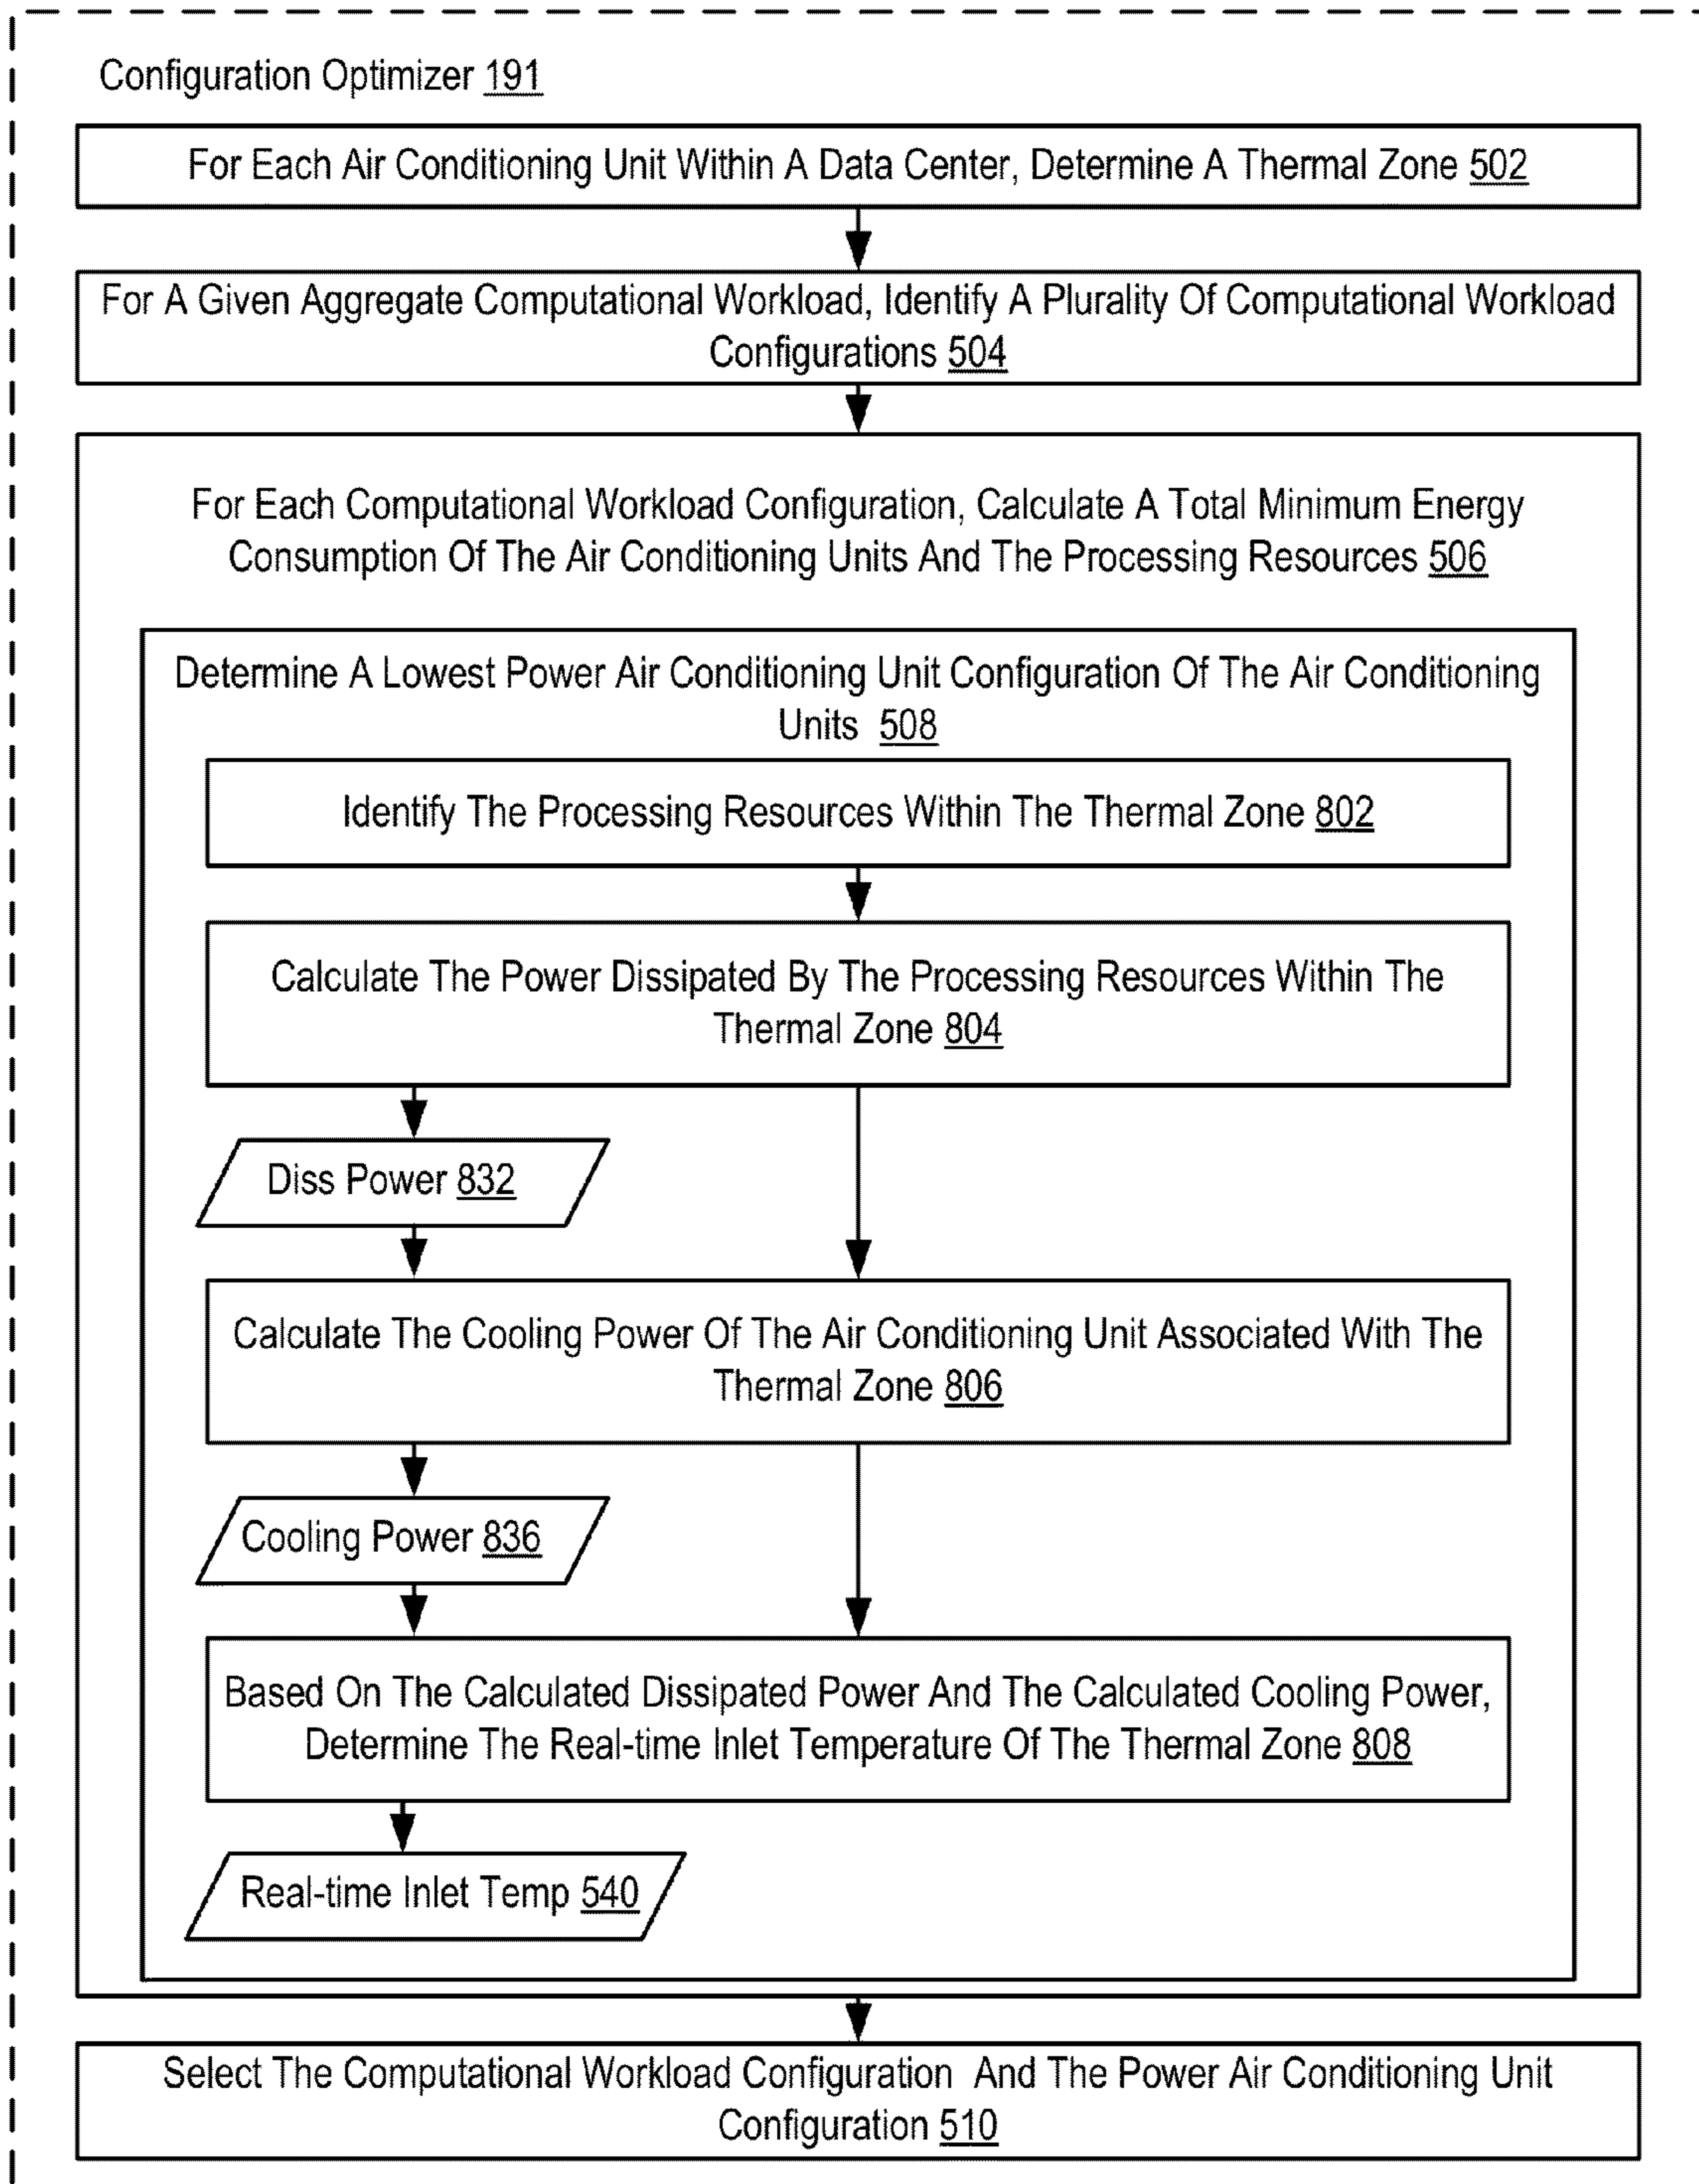 Configuration Optimizer 191
For Each Air Conditioning Unit Within A Data Center, Determine A Thermal Zone 502
For A Given Aggregate Computational Workload, Identify A Plurality Of Computational Workload
Configurations 504
For Each Computational Workload Configuration, Calculate A Total Minimum Energy
Consumption Of The Air Conditioning Units And The Processing Resources 506
Determine A Lowest Power Air Conditioning Unit Configuration Of The Air Conditioning
Units 508
Identify The Processing Resources Within The Thermal Zone 802
Calculate The Power Dissipated By The Processing Resources Within The
Thermal Zone 804
Diss Power 832
Calculate The Cooling Power Of The Air Conditioning Unit Associated With The
Thermal Zone 806
Cooling Power 836
Based On The Calculated Dissipated Power And The Calculated Cooling Power,
Determine The Real-time Inlet Temperature Of The Thermal Zone 808
Real-time Inlet Temp 540
Select The Computational Workload Configuration And The Power Air Conditioning Unit
Configuration 510